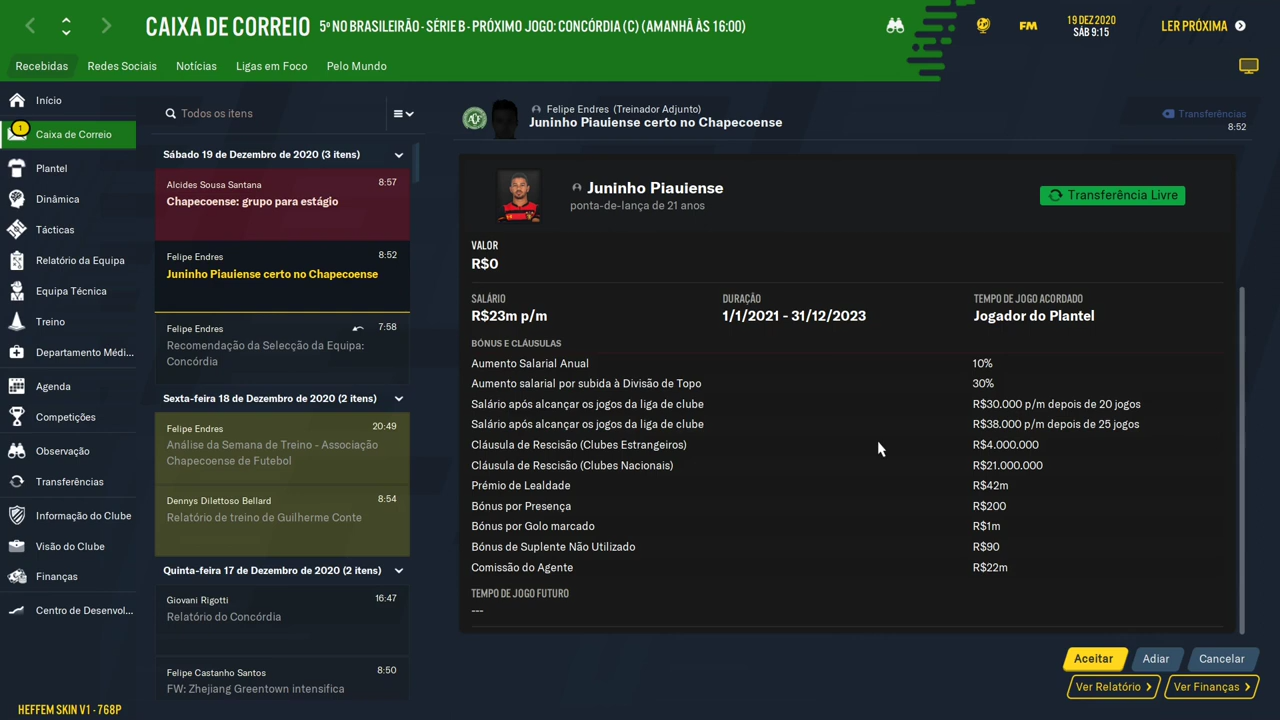 CAIXA DE CORREIO
5º NO BRASILEIRÃO - SÉRIE B - PRÓXIMO JOGO: CONCÓRDIA (C) (AMANHÃ ÀS 16:00)
FM
19 DEZ 2020
SÁB 9:15
LER PRÓXIMA
Recebidas
Redes Sociais
Notícias
Ligas em Foco
Pelo Mundo
Início
1
Caixa de Correio
Plantel
Dinâmica
Tácticas
Relatório da Equipa
Equipa Técnica
Treino
Departamento Médi...
Agenda
Competições
Observação
Transferências
Informação do Clube
Visão do Clube
Finanças
Centro de Desenvol...
HEFFEM SKIN V1 - 768P
Todos os itens
Sábado 19 de Dezembro de 2020 (3 itens)
Alcides Sousa Santana 8:57
Chapecoense: grupo para estágio
Felipe Endres 8:52
Juninho Piauiense certo no Chapecoense
Felipe Endres 7:58
Recomendação da Selecção da Equipa:
Concórdia
Sexta-feira 18 de Dezembro de 2020 (2 itens)
Felipe Endres 20:49
Análise da Semana de Treino - Associação
Chapecoense de Futebol
Dennys Dilettoso Bellard 8:54
Relatório de treino de Guilherme Conte
Quinta-feira 17 de Dezembro de 2020 (2 itens)
Giovani Rigotti 16:47
Relatório do Concórdia
Felipe Castanho Santos 8:50
FW: Zhejiang Greentown intensifica
Felipe Endres (Treinador Adjunto)
Juninho Piauiense certo no Chapecoense
Transferências
8:52
Juninho Piauiense
ponta-de-lança de 21 anos
Transferência Livre
VALOR
R$0
SALÁRIO DURAÇÃO TEMPO DE JOGO ACORDADO
R$23m p/m 1/1/2021 - 31/12/2023 Jogador do Plantel
BÓNUS E CLÁUSULAS
Aumento Salarial Anual 10%
Aumento salarial por subida à Divisão de Topo 30%
Salário após alcançar os jogos da liga de clube R$30.000 p/m depois de 20 jogos
Salário após alcançar os jogos da liga de clube R$38.000 p/m depois de 25 jogos
Cláusula de Rescisão (Clubes Estrangeiros) R$4.000.000
Cláusula de Rescisão (Clubes Nacionais) R$21.000.000
Prémio de Lealdade R$42m
Bónus por Presença R$200
Bónus por Golo marcado R$1m
Bónus de Suplente Não Utilizado R$90
Comissão do Agente R$22m
TEMPO DE JOGO FUTURO
---
Aceitar
Adiar
Cancelar
Ver Relatório
Ver Finanças